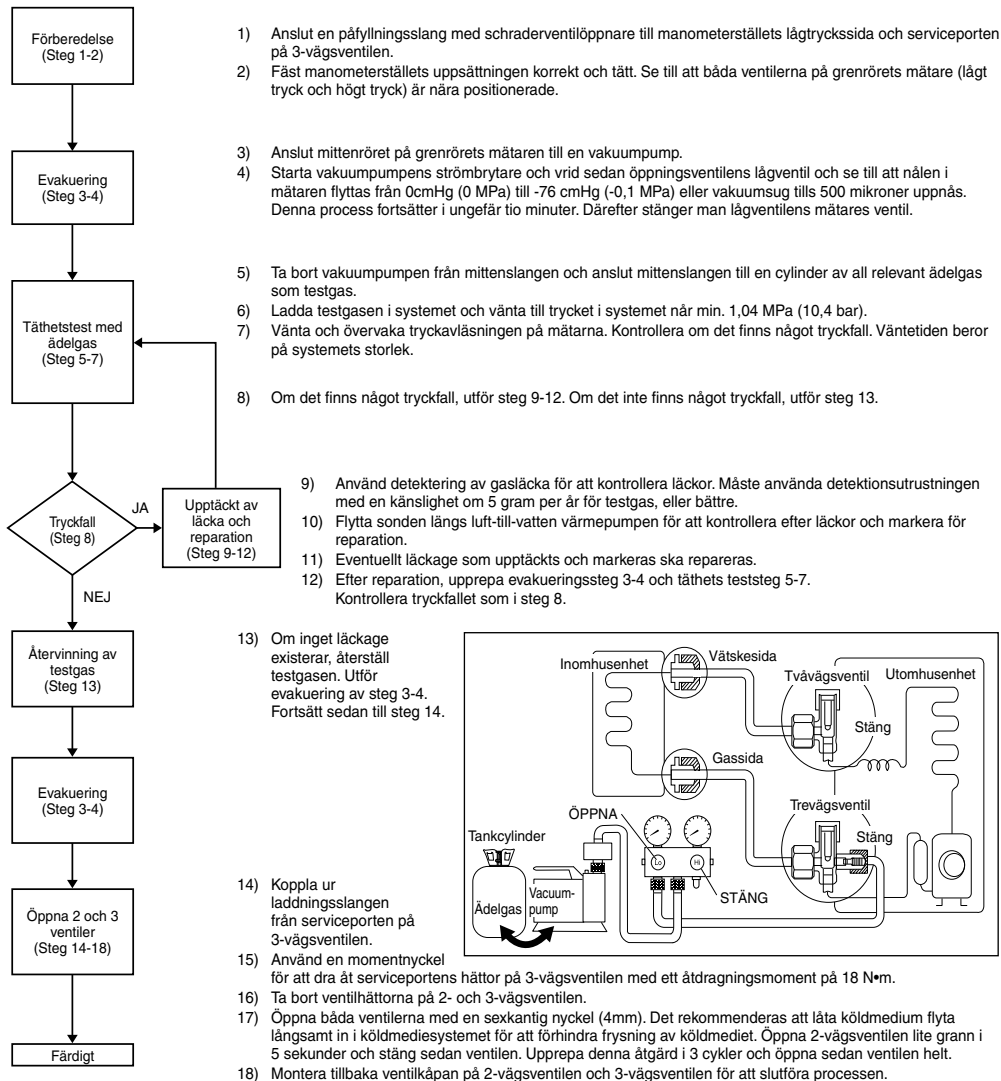 Förberedelse
(Steg 1-2)
1) Anslut en påfyllningsslang med schraderventilöppnare till manometerställets lågtryckssida och serviceporten
på 3-vägsventilen.
2) Fäst manometerställets uppsättningen korrekt och tätt. Se till att båda ventilerna på grenrörets mätare (lågt
tryck och högt tryck) är nära positionerade.
Evakuering
(Steg 3-4)
3) Anslut mittenröret på grenrörets mätaren till en vakuumpump.
4) Starta vakuumpumpens strömbrytare och vrid sedan öppningsventilens lågventil och se till att nålen i
mätaren flyttas från 0cmHg (0 MPa) till -76 cmHg (-0,1 MPa) eller vakuumsug tills 500 mikroner uppnås.
Denna process fortsätter i ungefär tio minuter. Därefter stänger man lågventilens mätares ventil.
Täthetstest med
ädelgas
(Steg 5-7)
5) Ta bort vakuumpumpen från mittenslangen och anslut mittenslangen till en cylinder av all relevant ädelgas
som testgas.
6) Ladda testgasen i systemet och vänta till trycket i systemet når min. 1,04 MPa (10,4 bar).
7) Vänta och övervaka tryckavläsningen på mätarna. Kontrollera om det finns något tryckfall. Väntetiden beror
på systemets storlek.
8) Om det finns något tryckfall, utför steg 9-12. Om det inte finns något tryckfall, utför steg 13.
Tryckfall
(Steg 8)
JA
NEJ
Upptäckt av
läcka och
reparation
(Steg 9-12)
9) Använd detektering av gasläcka för att kontrollera läckor. Måste använda detektionsutrustningen
med en känslighet om 5 gram per år för testgas, eller bättre.
10) Flytta sonden längs luft-till-vatten värmepumpen för att kontrollera efter läckor och markera för
reparation.
11) Eventuellt läckage som upptäckts och markeras ska repareras.
12) Efter reparation, upprepa evakueringssteg 3-4 och täthets teststeg 5-7.
Kontrollera tryckfallet som i steg 8.
Återvinning av
testgas
(Steg 13)
13) Om inget läckage
existerar, återställ
testgasen. Utför
evakuering av steg 3-4.
Fortsätt sedan till steg 14.
Inomhusenhet
Vätskesida
Tvåvägsventil
Utomhusenhet
Stäng
Gassida
Trevägsventil
Stäng
ÖPPNA
Tankcylinder
Lo
Hi
STÄNG
Ädelgas
Vacuum-
pump
Evakuering
(Steg 3-4)
Öppna 2 och 3
ventiler
(Steg 14-18)
14) Koppla ur
laddningsslangen
från serviceporten på
3-vägsventilen.
15) Använd en momentnyckel
för att dra åt serviceportens hättor på 3-vägsventilen med ett åtdragningsmoment på 18 N•m.
16) Ta bort ventilhättorna på 2- och 3-vägsventilen.
17) Öppna båda ventilerna med en sexkantig nyckel (4mm). Det rekommenderas att låta köldmedium flyta
långsamt in i köldmediesystemet för att förhindra frysning av köldmediet. Öppna 2-vägsventilen lite grann i
5 sekunder och stäng sedan ventilen. Upprepa denna åtgärd i 3 cykler och öppna sedan ventilen helt.
18) Montera tillbaka ventilkåpan på 2-vägsventilen och 3-vägsventilen för att slutföra processen.
Färdigt